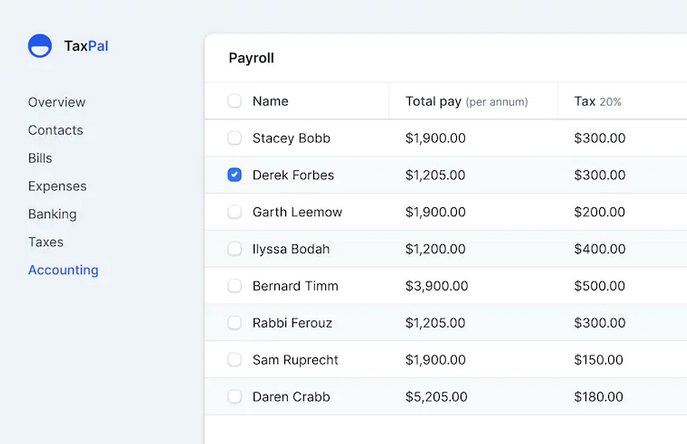 TaxPal
Overview
Contacts
Bills
Expenses
Banking
Taxes
Accounting
Payroll
Name Total pay (per annum) Tax 20%
Stacey Bobb $1,900.00 $300.00
Derek Forbes $1,205.00 $300.00
Garth Leemow $1,900.00 $200.00
Ilyssa Bodah $1,200.00 $400.00
Bernard Timm $3,900.00 $500.00
Rabbi Ferouz $1,205.00 $300.00
Sam Ruprecht $1,900.00 $150.00
Daren Crabb $5,205.00 $180.00